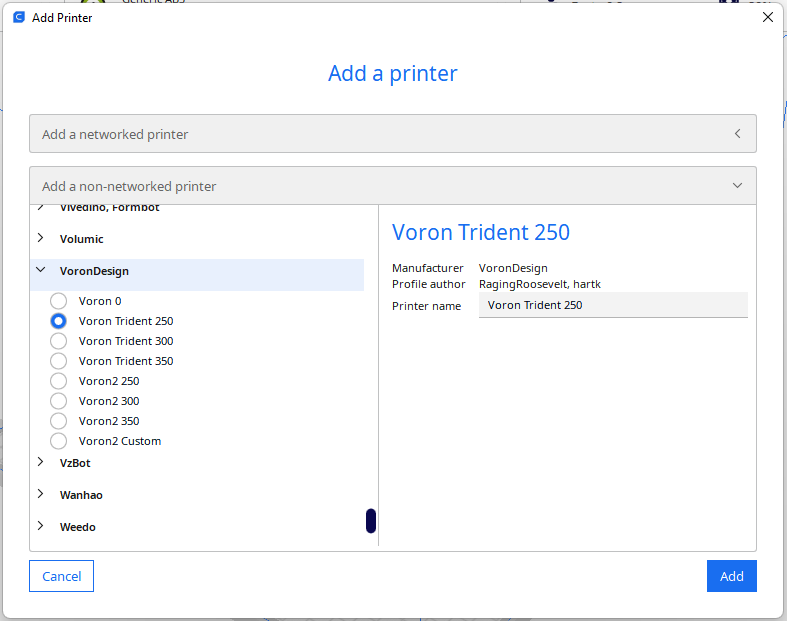 Add Printer
Add a printer
Add a networked printer
Add a non-networked printer
Vivedino, Formbot
Volumic
VoronDesign
Voron 0
Voron Trident 250
Voron Trident 300
Voron Trident 350
Voron2 250
Voron2 300
Voron2 350
Voron2 Custom
VzBot
Wanhao
Weedo
Voron Trident 250
Manufacturer VoronDesign
Profile author RagingRoosevelt, hartk
Printer name Voron Trident 250
Cancel
Add